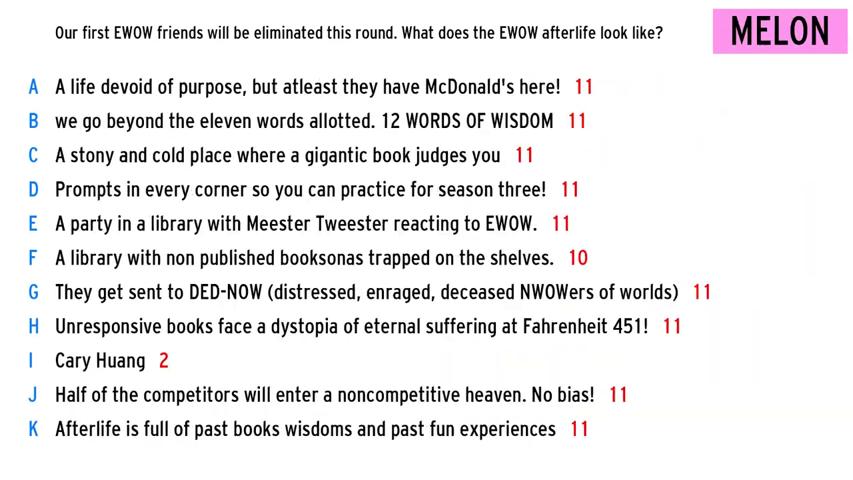 Our first EWOW friends will be eliminated this round. What does the EWOW afterlife look like?
MELON
A A life devoid of purpose, but atleast they have McDonald's here! 11
B we go beyond the eleven words allotted. 12 WORDS OF WISDOM 11
C A stony and cold place where a gigantic book judges you 11
D Prompts in every corner so you can practice for season three! 11
E A party in a library with Meester Tweester reacting to EWOW. 11
F A library with non published booksonas trapped on the shelves. 10
G They get sent to DED-NOW (distressed, enraged, deceased NWOWers of worlds) 11
H Unresponsive books face a dystopia of eternal suffering at Fahrenheit 451! 11
I Cary Huang 2
J Half of the competitors will enter a noncompetitive heaven. No bias! 11
K Afterlife is full of past books wisdoms and past fun experiences 11